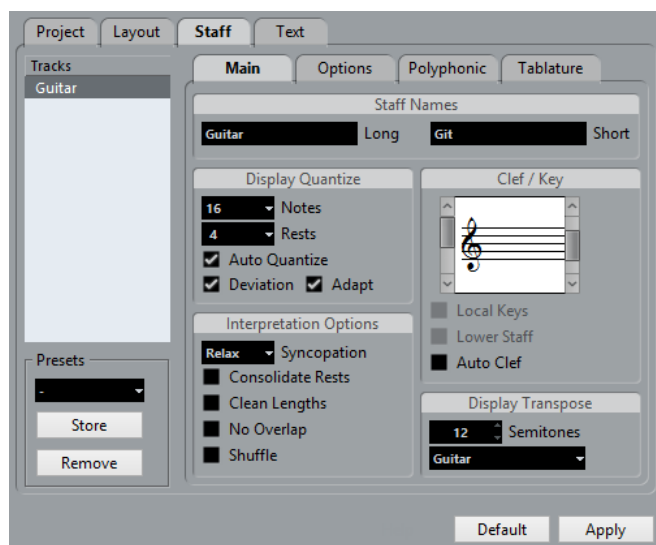 Project Layout Staff Text
Tracks
Guitar
Main Options Polyphonic Tablature
Staff Names
Guitar Long Git Short
Display Quantize
16 Notes
4 Rests
Auto Quantize
Deviation Adapt
Clef / Key
Local Keys
Lower Staff
Auto Clef
Interpretation Options
Relax Syncopation
Consolidate Rests
Clean Lengths
No Overlap
Shuffle
Display Transpose
12 Semitones
Guitar
Presets
-
Store
Remove
Default Apply